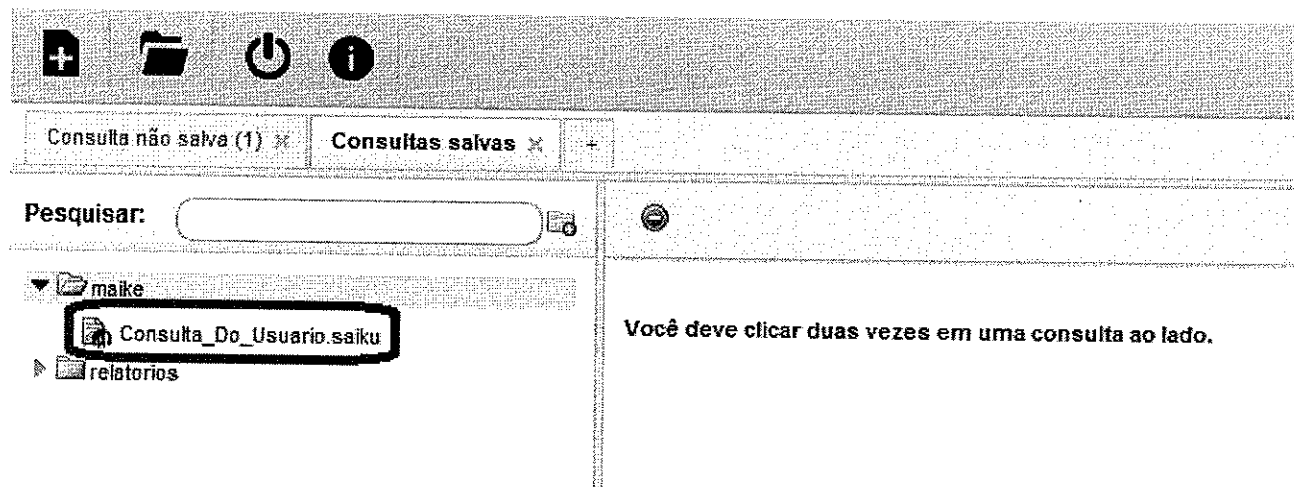 Consulta não salva (1) ×
Consultas salvas ×
+
Pesquisar:
maike
Consulta_Do_Usuario.saiku
relatorios
Você deve clicar duas vezes em uma consulta ao lado.